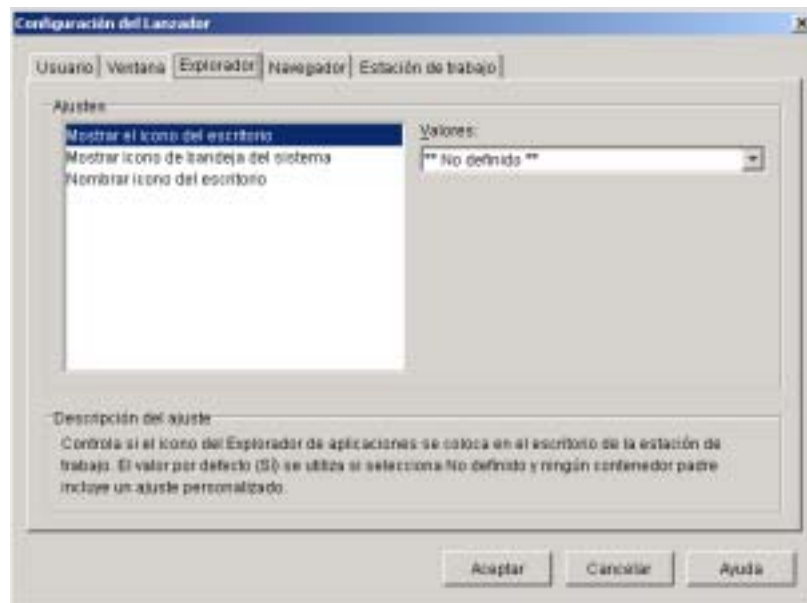 Configuración del Lanzador
Usuario Ventana Explorador Navegador Estación de trabajo
Ajustes
Mostrar el icono del escritorio
Mostrar icono de bandeja del sistema
Nombrar icono del escritorio
Valores:
** No definido **
Descripción del ajuste
Controla si el icono del Explorador de aplicaciones se coloca en el escritorio de la estación de
trabajo. El valor por defecto (SÍ) se utiliza si selecciona No definido y ningún contenedor padre
incluye un ajuste personalizado.
Aceptar Cancelar Ayuda